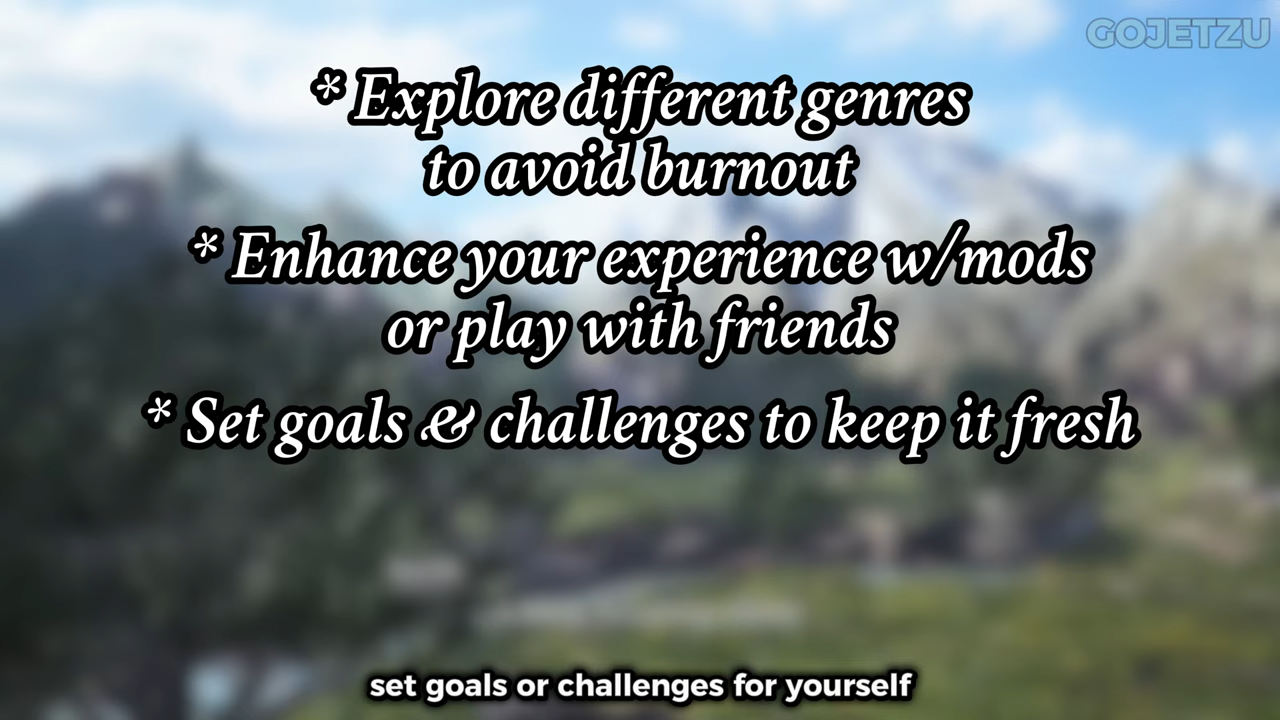 GOJETZU
* Explore different genres
to avoid burnout
* Enhance your experience w/mods
or play with friends
* Set goals & challenges to keep it fresh
set goals or challenges for yourself